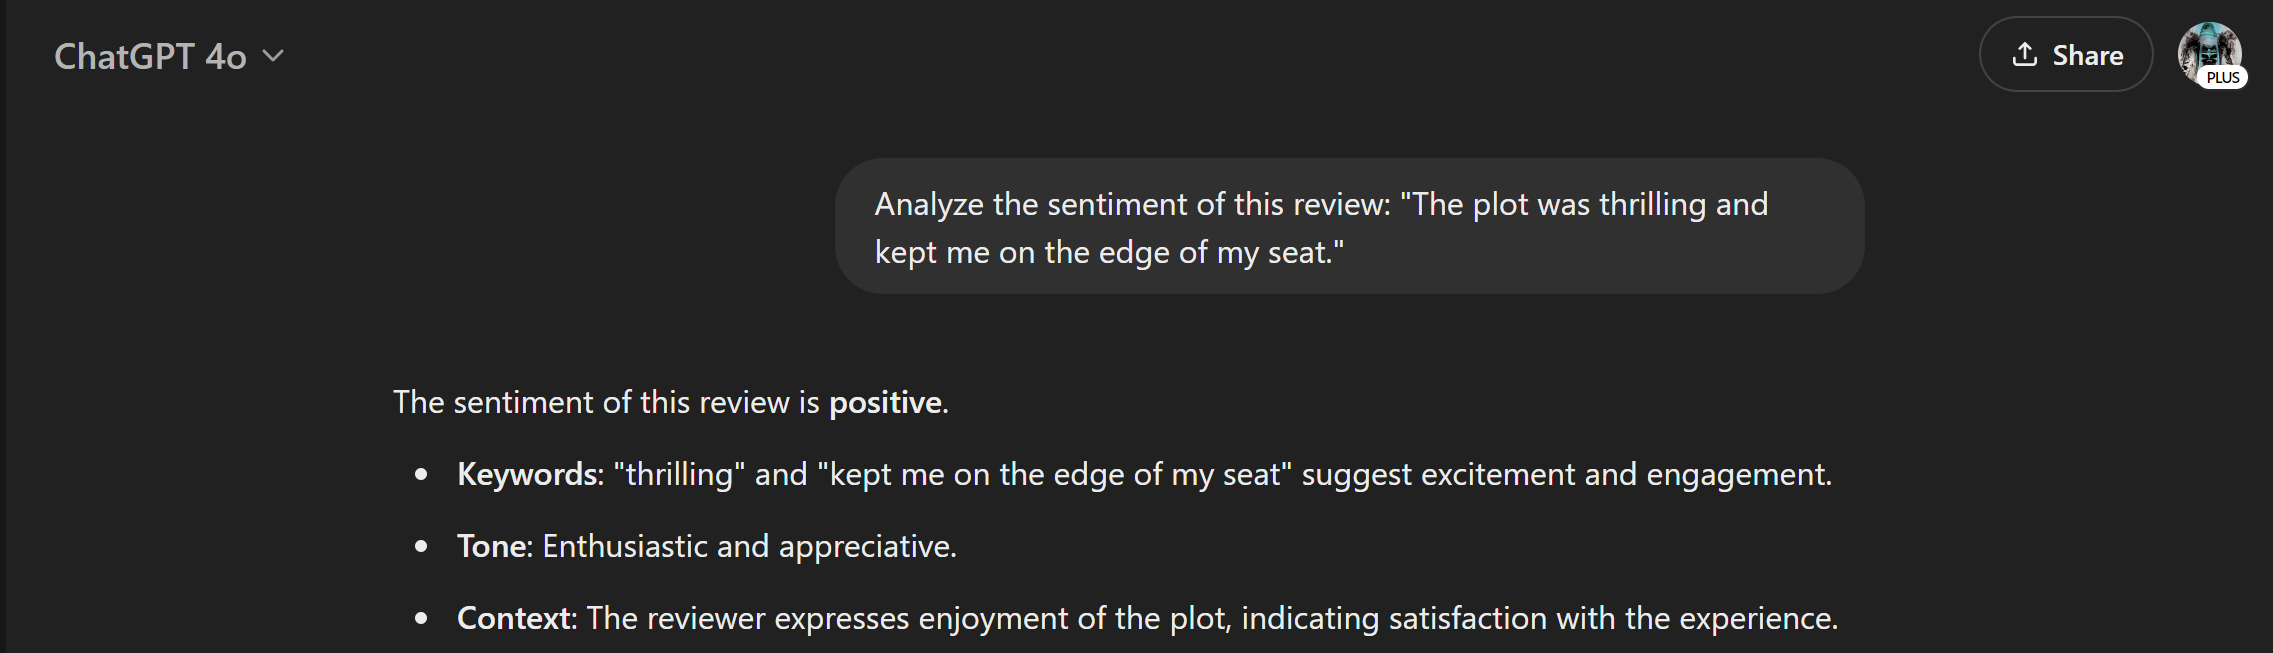 ChatGPT 4o
Share
PLUS
Analyze the sentiment of this review: "The plot was thrilling and
kept me on the edge of my seat."
The sentiment of this review is positive.
Keywords: "thrilling" and "kept me on the edge of my seat" suggest excitement and engagement.
Tone: Enthusiastic and appreciative.
Context: The reviewer expresses enjoyment of the plot, indicating satisfaction with the experience.